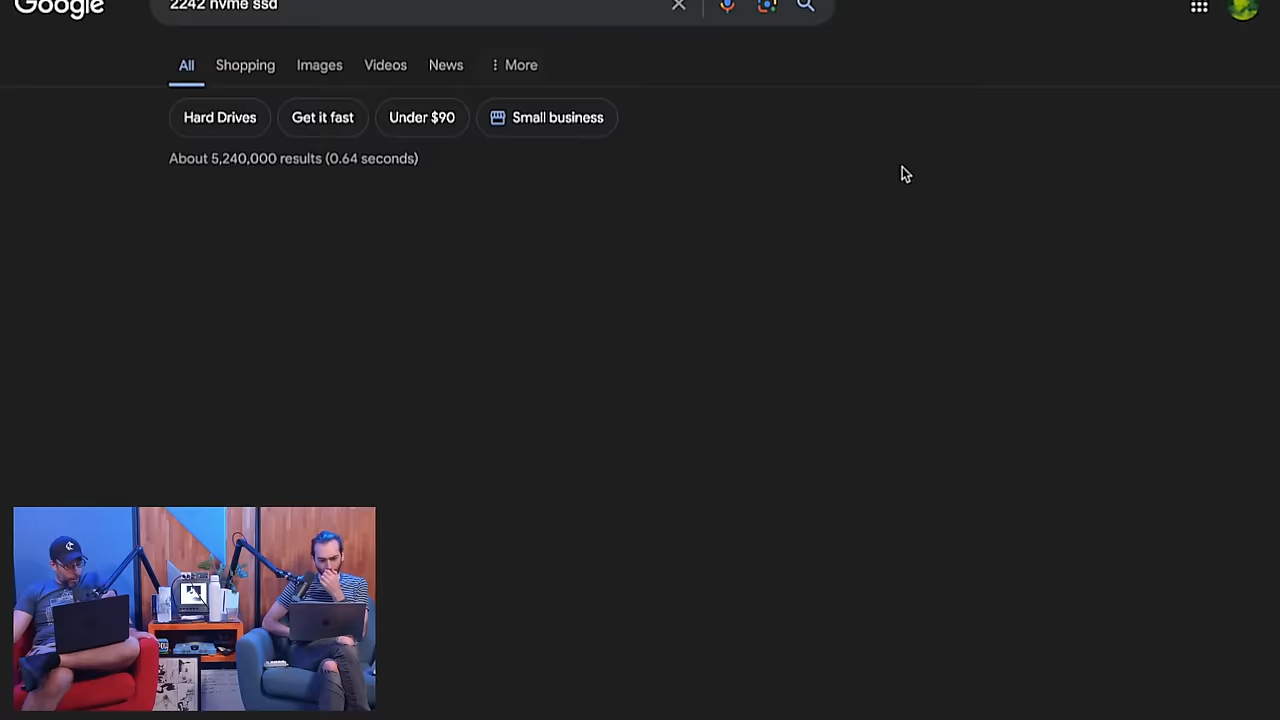 Google
2242 nvme ssd
All Shopping Images Videos News More
Hard Drives Get it fast Under $90 Small business
About 5,240,000 results (0.64 seconds)